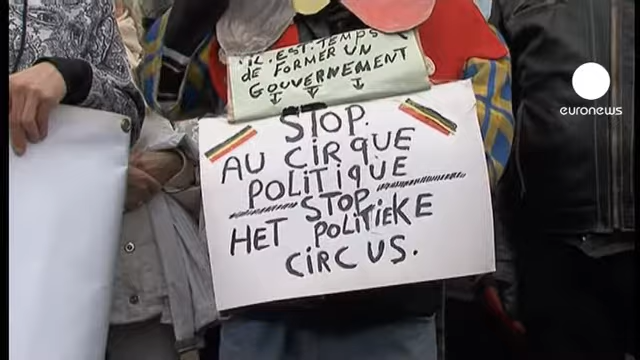 IL.EST.TEMPS
DE FORMER UN
GOUVERNEMENT
STOP.
AU CIRQUE
POLITIQUE
STOP
HET POLITIEKE
CIRCUS.
euronews